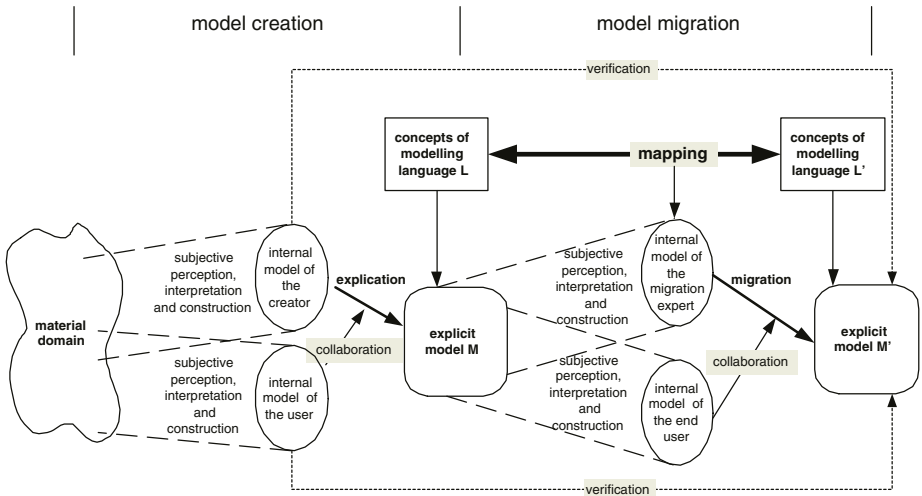 model creation
model migration
verification
concepts of
modelling
language L
mapping
concepts of
modelling
language L'
material
domain
subjective
perception,
interpretation
and construction
internal
model of
the
creator
explication
explicit
model M
subjective
perception,
interpretation
and
construction
internal
model of
the
migration
expert
migration
explicit
model M'
subjective
perception,
interpretation
and
construction
internal
model of
the user
collaboration
subjective
perception,
interpretation
and
construction
internal
model of
the end
user
collaboration
verification